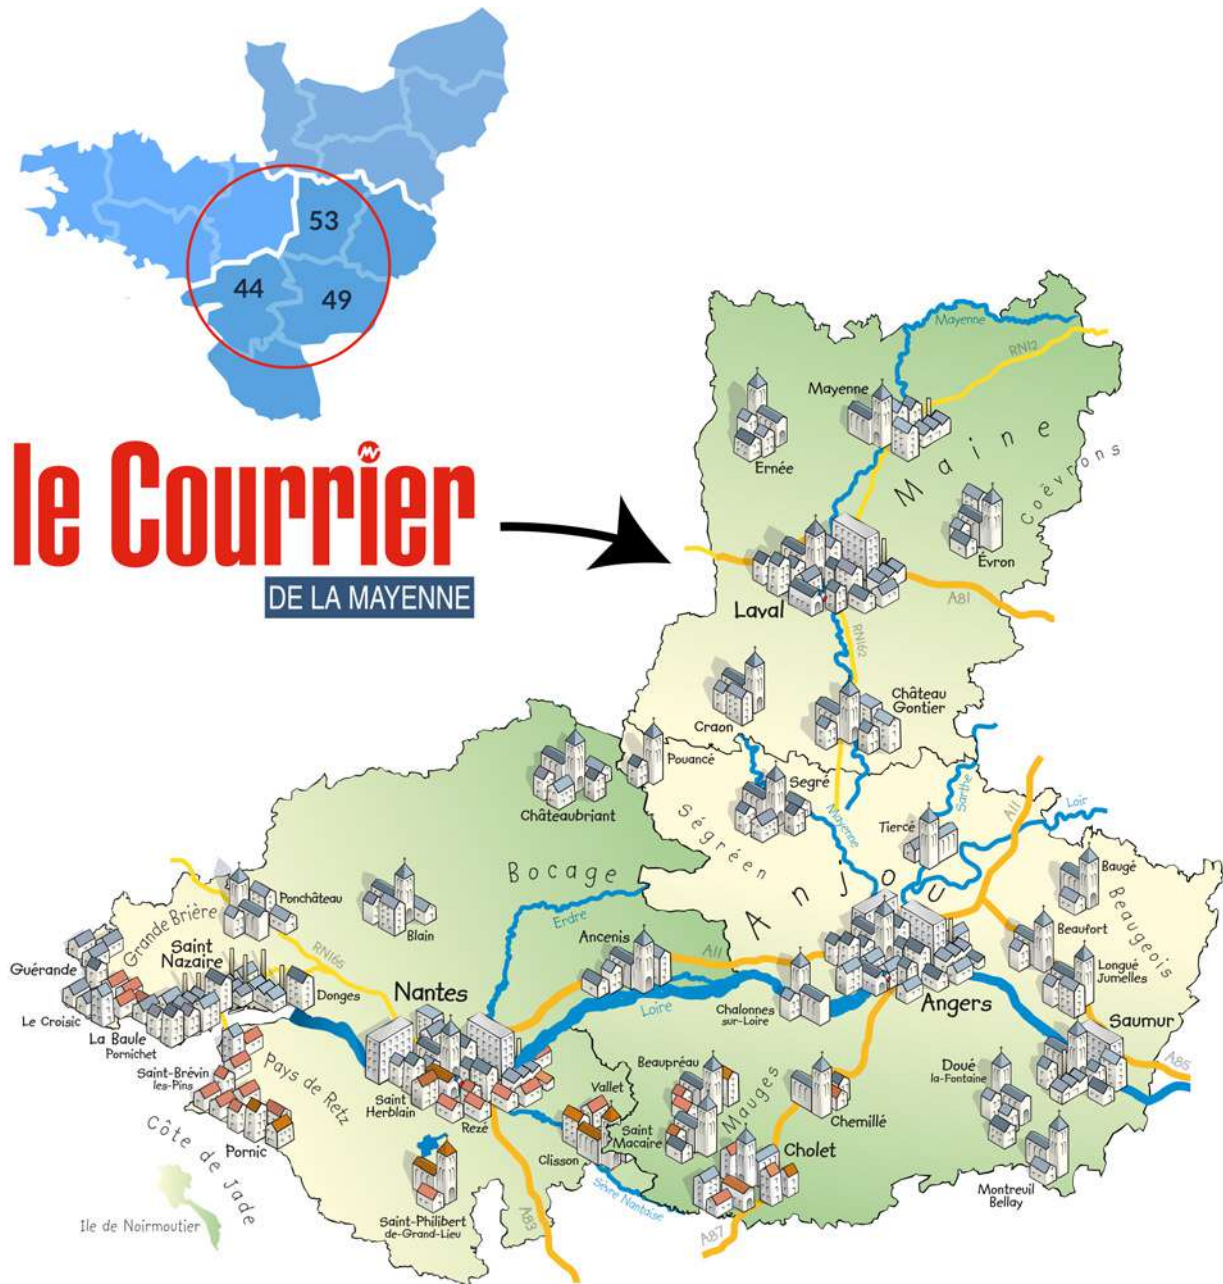 53
44
49
le Courrier
DE LA MAYENNE
Mayenne
RN12
Mayenne
Ernée
Maine
Coëvrons
Évron
Laval
A81
RN162
Château
Gontier
Craon
Pouancé
Segré
Ségréen
Mayenne
Sarthe
Tiercé
A11
Loir
Châteaubriant
Bocage
Anjou
Baugé
Beaugeois
Ponchâteau
Grande Brière
Blain
Erdre
Ancenis
A11
Beaufort
Longué
Jumelles
Guérande
Saint
Nazaire
RN165
Donges
Nantes
Loire
Chalonnes
sur-Loire
Angers
Saumur
Le Croisic
La Baule
Pornichet
Saint-Brévin
les-Pins
Pays de Retz
Saint
Herblain
Rezé
Vallet
Beaupréau
Mauges
Chemillé
Doué
la-Fontaine
A85
Saint
Macaire
Cholet
Clisson
Côte de Jade
Pornic
Sèvre Nantaise
Montreuil
Bellay
Ile de Noirmoutier
Saint-Philibert
de-Grand-Lieu
A83
A87